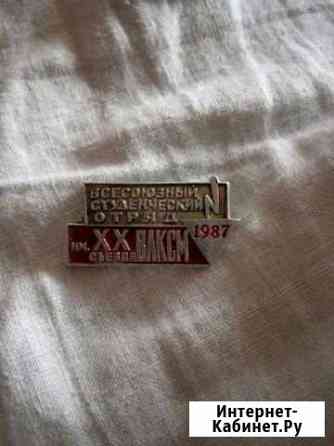 ВСЕСОЮЗНЫЙ
СТУДЕНЧЕСКИЙ
ОТРЯД
ИМ. XX СЪЕЗДА ВЛКСМ 1987
Интернет-
Кабинет.Ру